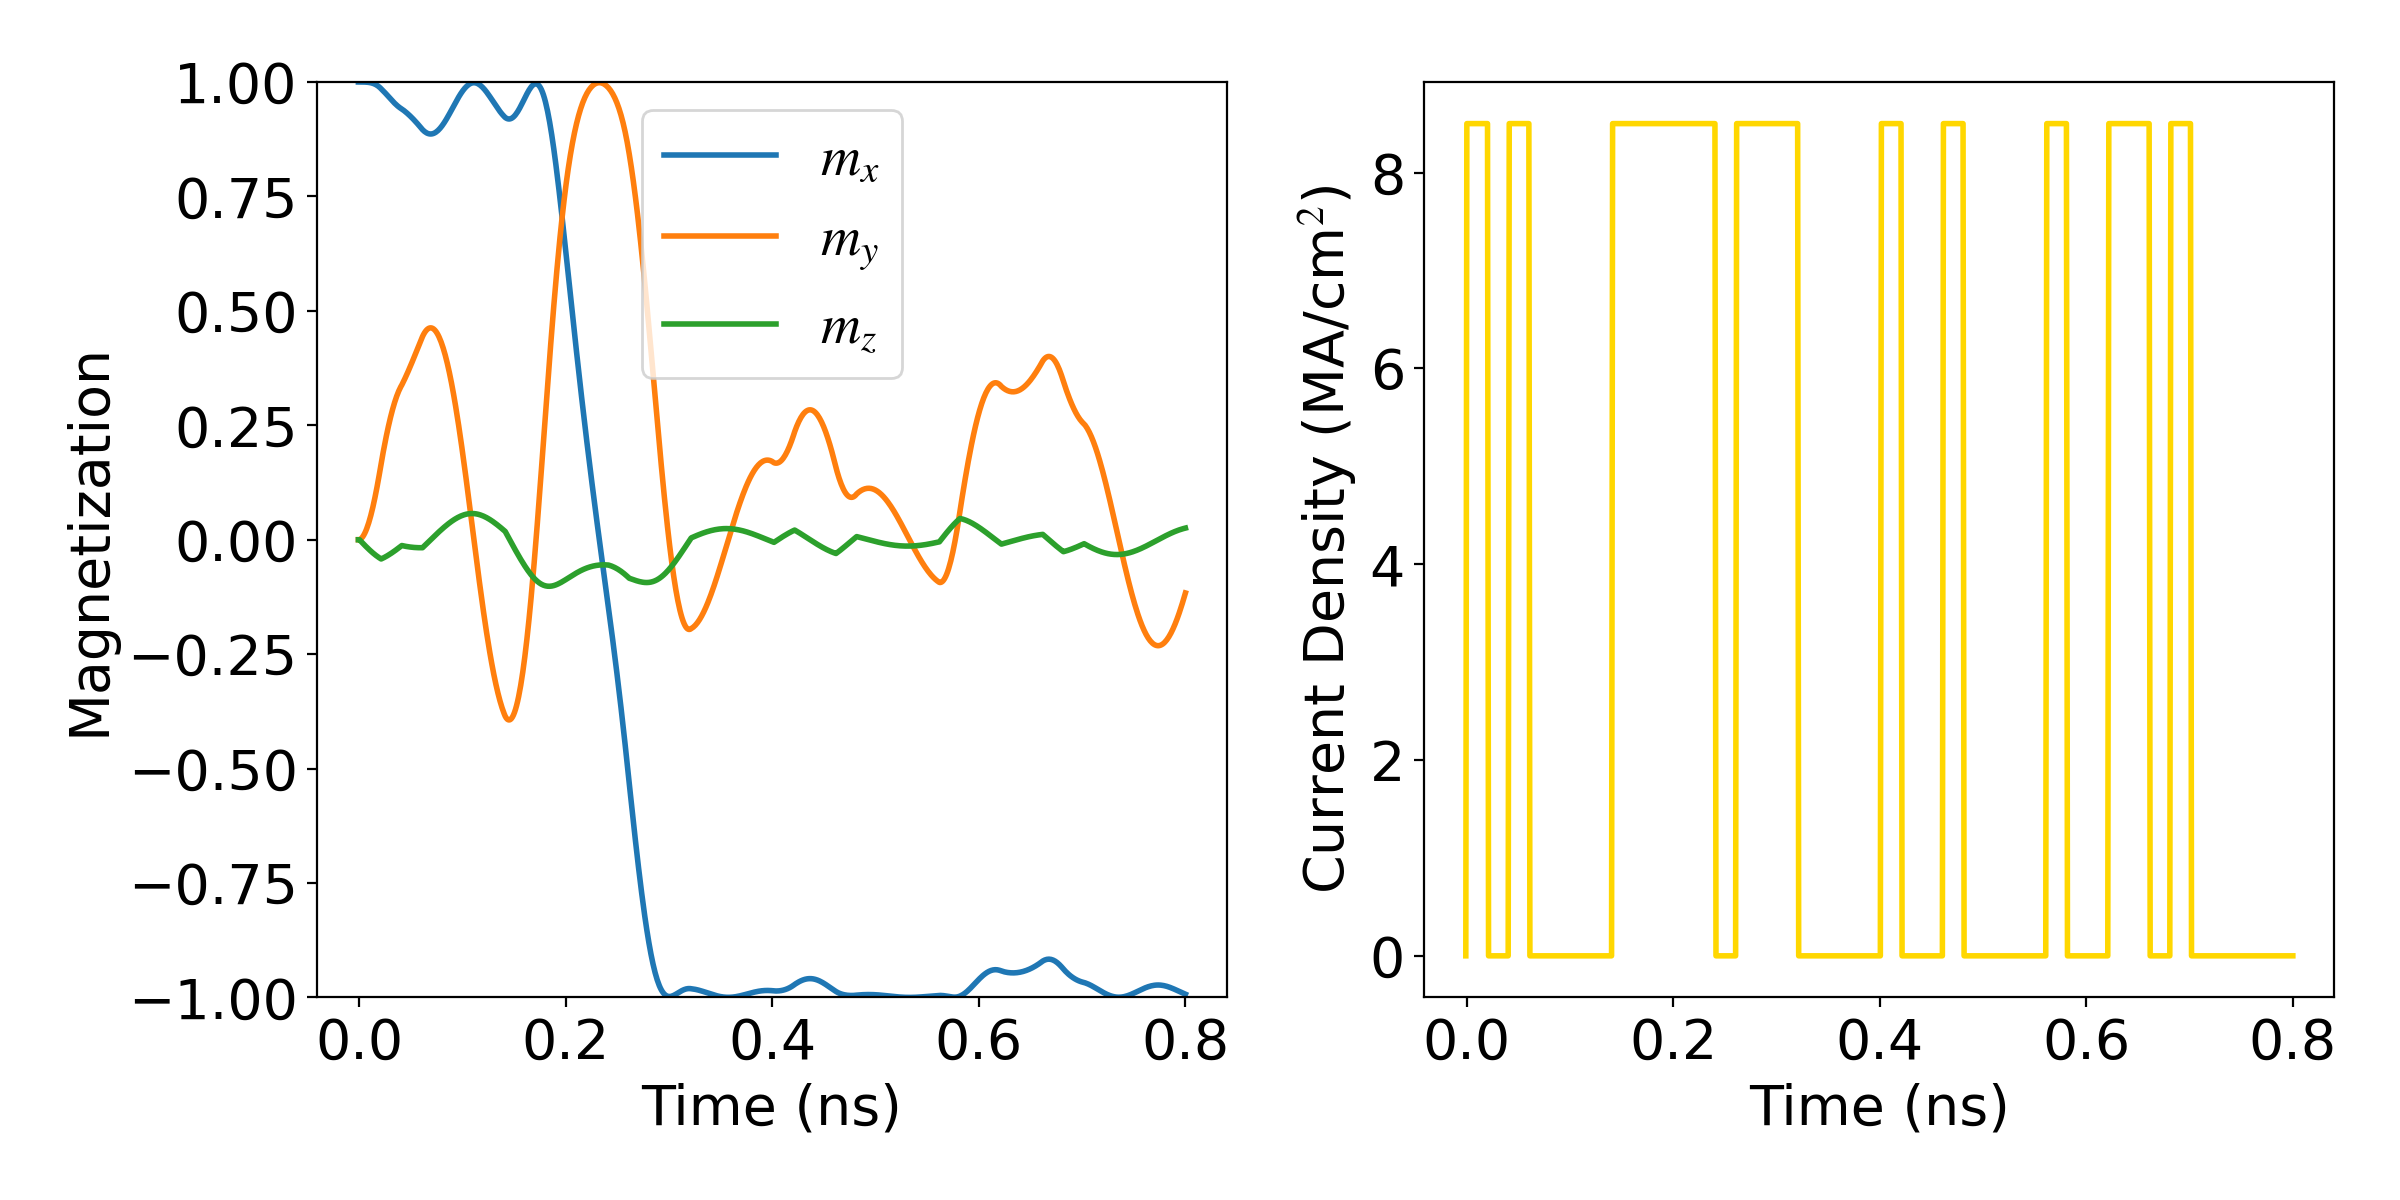 1.00
0.75
0.50
0.25
0.00
−0.25
−0.50
−0.75
−1.00
Magnetization
0.0 0.2 0.4 0.6 0.8
Time (ns)
m_x
m_y
m_z
8
6
4
2
0
Current Density (MA/cm²)
0.0 0.2 0.4 0.6 0.8
Time (ns)